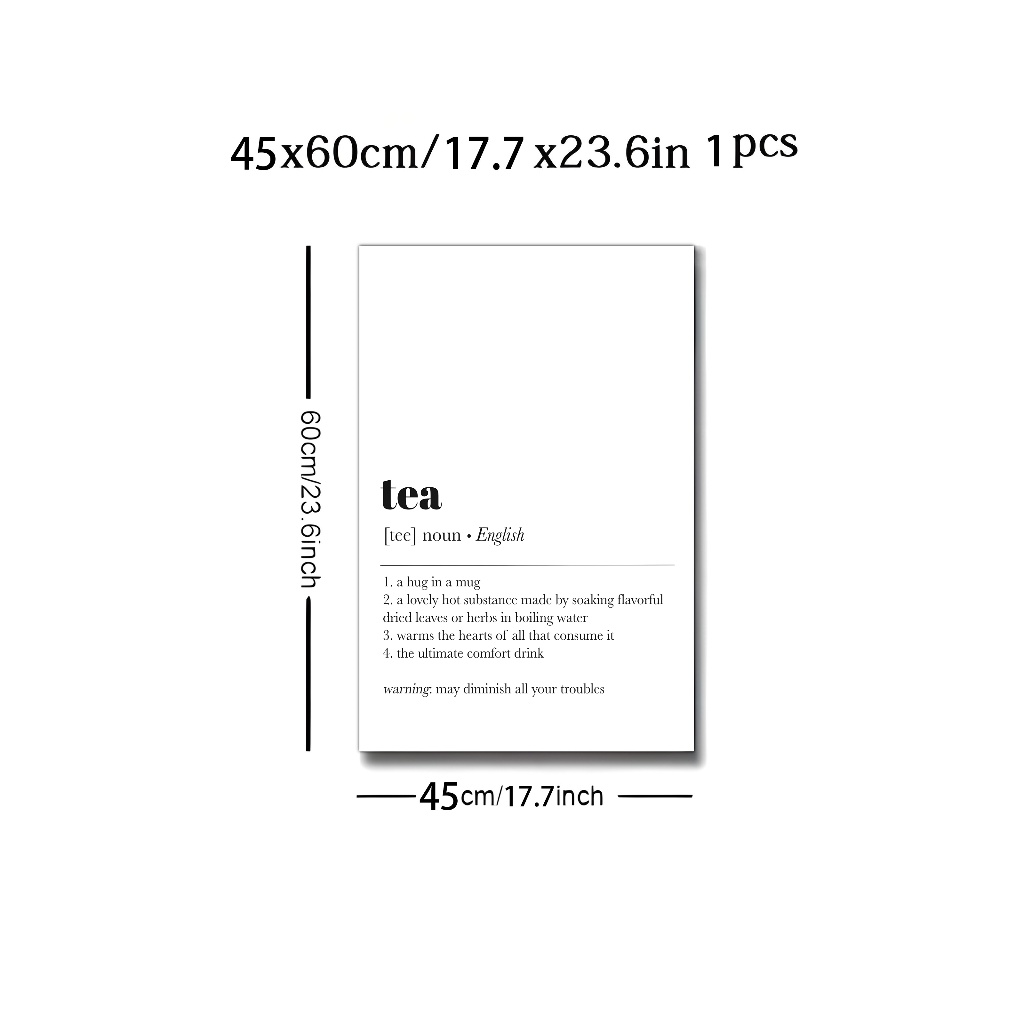 45x60cm/17.7 x23.6in 1pcs
60cm/23.6inch
tea
[tee] noun • English
1. a hug in a mug
2. a lovely hot substance made by soaking flavorful
dried leaves or herbs in boiling water
3. warms the hearts of all that consume it
4. the ultimate comfort drink
warning: may diminish all your troubles
45cm/17.7inch